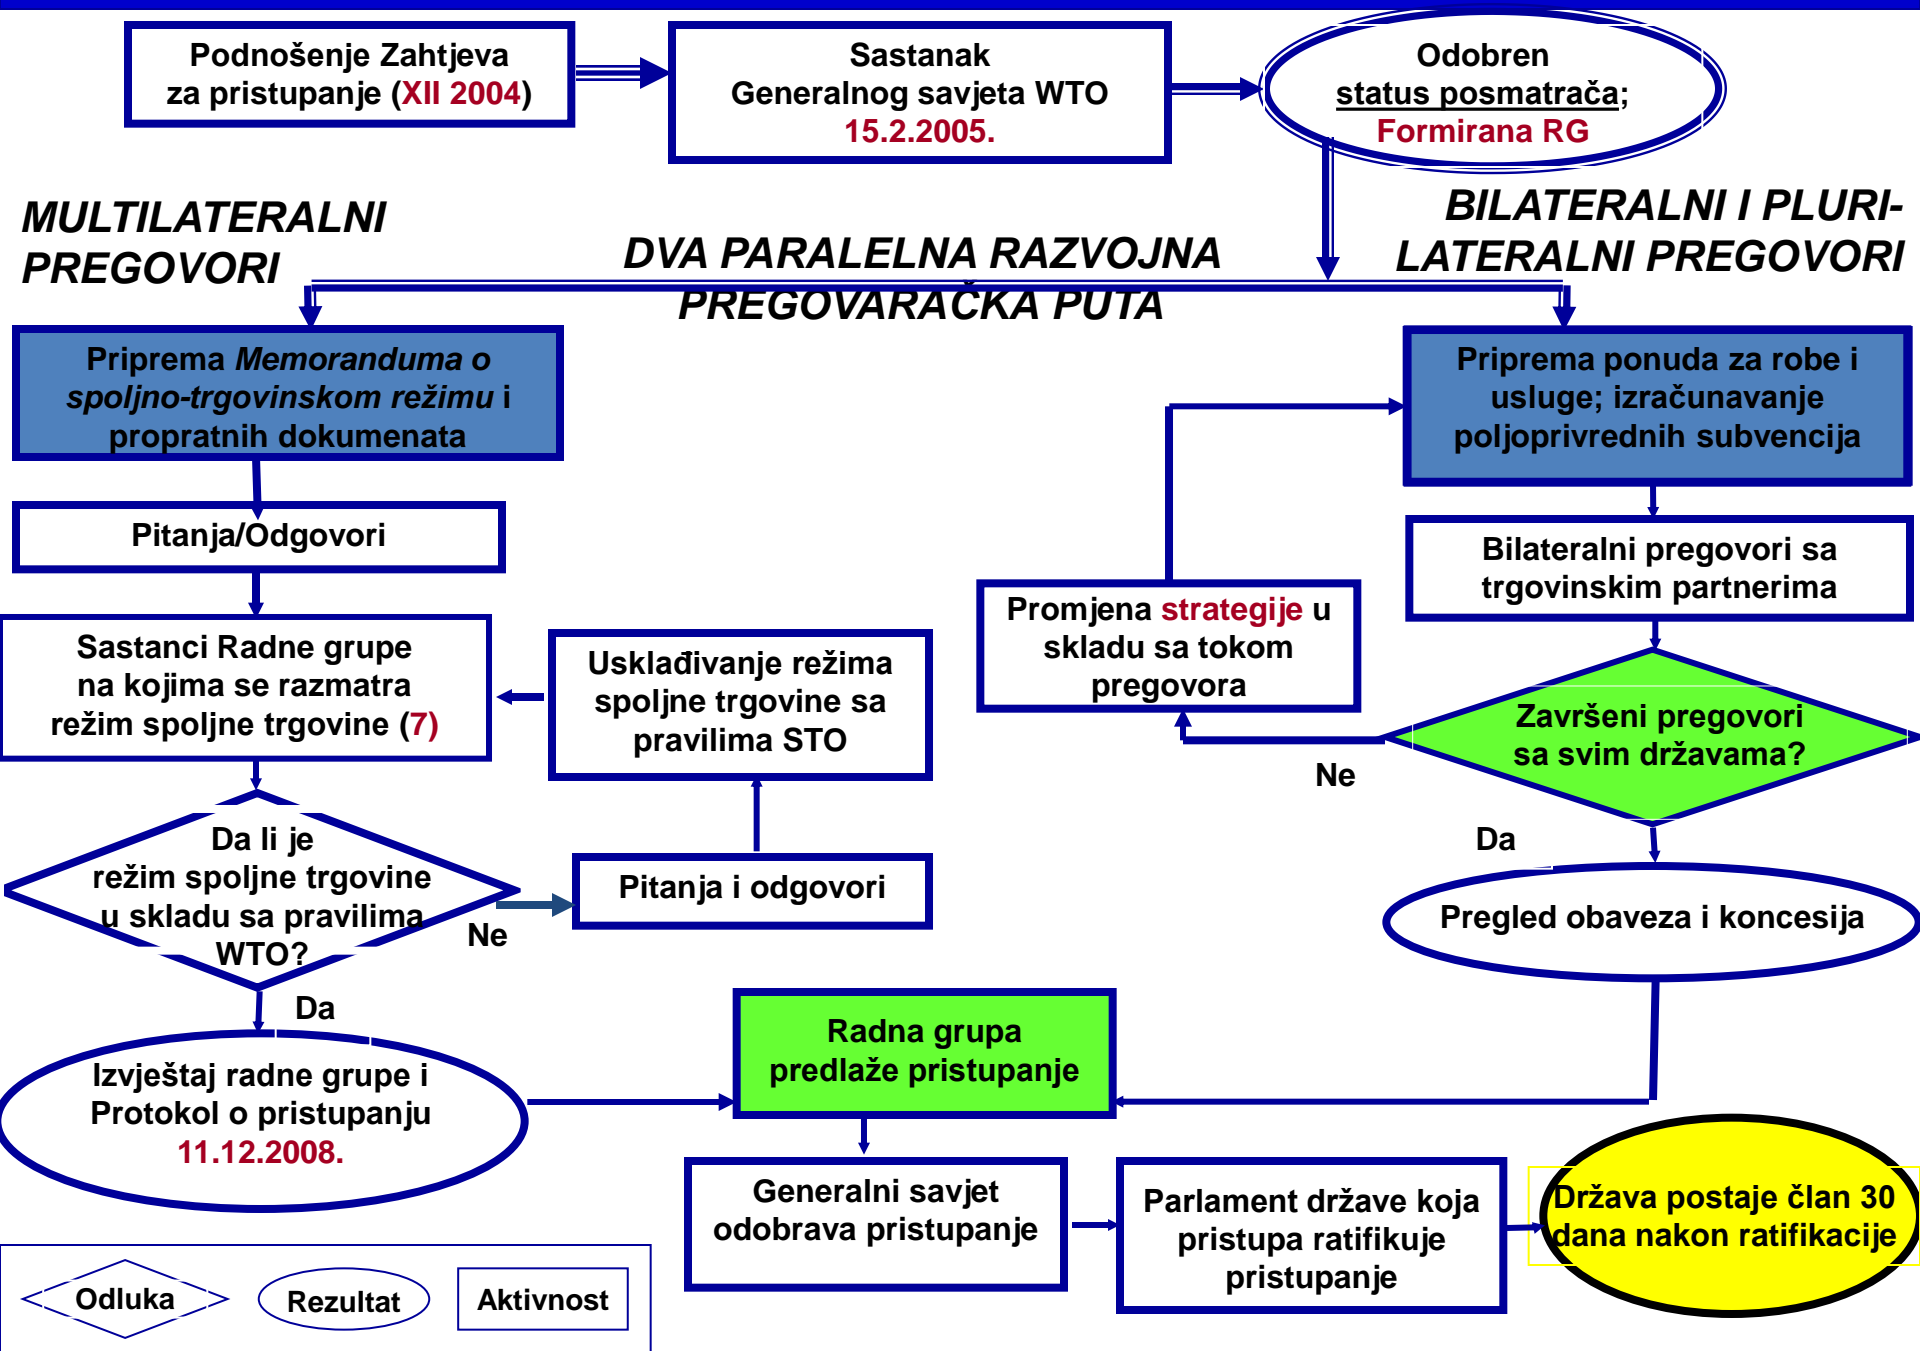 Podnošenje Zahtjeva
za pristupanje (XII 2004)
Sastanak
Generalnog savjeta WTO
15.2.2005.
Odobren
status posmatrača;
Formirana RG
MULTILATERALNI
PREGOVORI
DVA PARALELNA RAZVOJNA
PREGOVARAČKA PUTA
BILATERALNI I PLURI-
LATERALNI PREGOVORI
Priprema Memoranduma o
spoljno-trgovinskom režimu i
propratnih dokumenata
Pitanja/Odgovori
Sastanci Radne grupe
na kojima se razmatra
režim spoljne trgovine (7)
Usklađivanje režima
spoljne trgovine sa
pravilima STO
Da li je
režim spoljne trgovine
u skladu sa pravilima
WTO?
Ne
Pitanja i odgovori
Da
Izvještaj radne grupe i
Protokol o pristupanju
11.12.2008.
Priprema ponuda za robe i
usluge; izračunavanje
poljoprivrednih subvencija
Bilateralni pregovori sa
trgovinskim partnerima
Promjena strategije u
skladu sa tokom
pregovora
Završeni pregovori
sa svim državama?
Ne
Da
Pregled obaveza i koncesija
Radna grupa
predlaže pristupanje
Generalni savjet
odobrava pristupanje
Parlament države koja
pristupa ratifikuje
pristupanje
Država postaje član 30
dana nakon ratifikacije
Odluka
Rezultat
Aktivnost